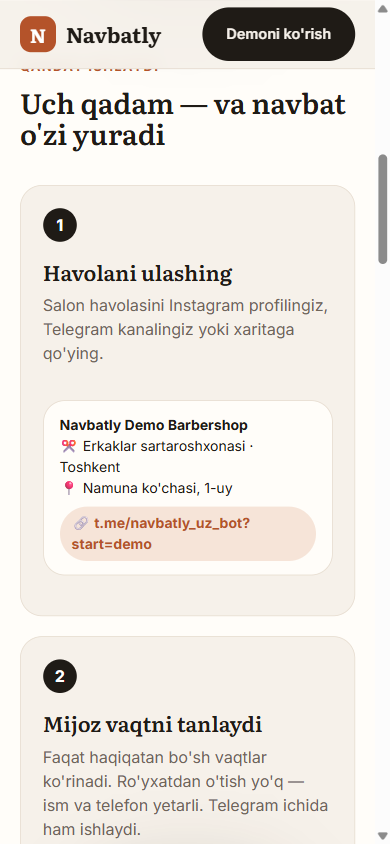 N Navbatly
Demoni ko'rish
QANDAY ISHLAYDI
Uch qadam — va navbat
o'zi yuradi
1
Havolani ulashing
Salon havolasini Instagram profilingiz,
Telegram kanalingiz yoki xaritaga
qo'ying.
Navbatly Demo Barbershop
Erkaklar sartaroshxonasi ·
Toshkent
Namuna ko'chasi, 1-uy
t.me/navbatly_uz_bot?
start=demo
2
Mijoz vaqtni tanlaydi
Faqat haqiqatan bo'sh vaqtlar
ko'rinadi. Ro'yxatdan o'tish yo'q —
ism va telefon yetarli. Telegram ichida
ham ishlaydi.